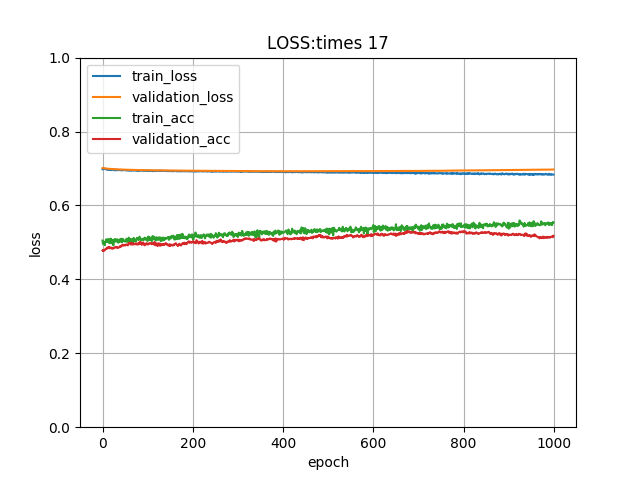 LOSS:times 17
1.0
train_loss
validation_loss
train_acc
validation_acc
0.8
0.6
loss
0.4
0.2
0.0
0 200 400 600 800 1000
epoch